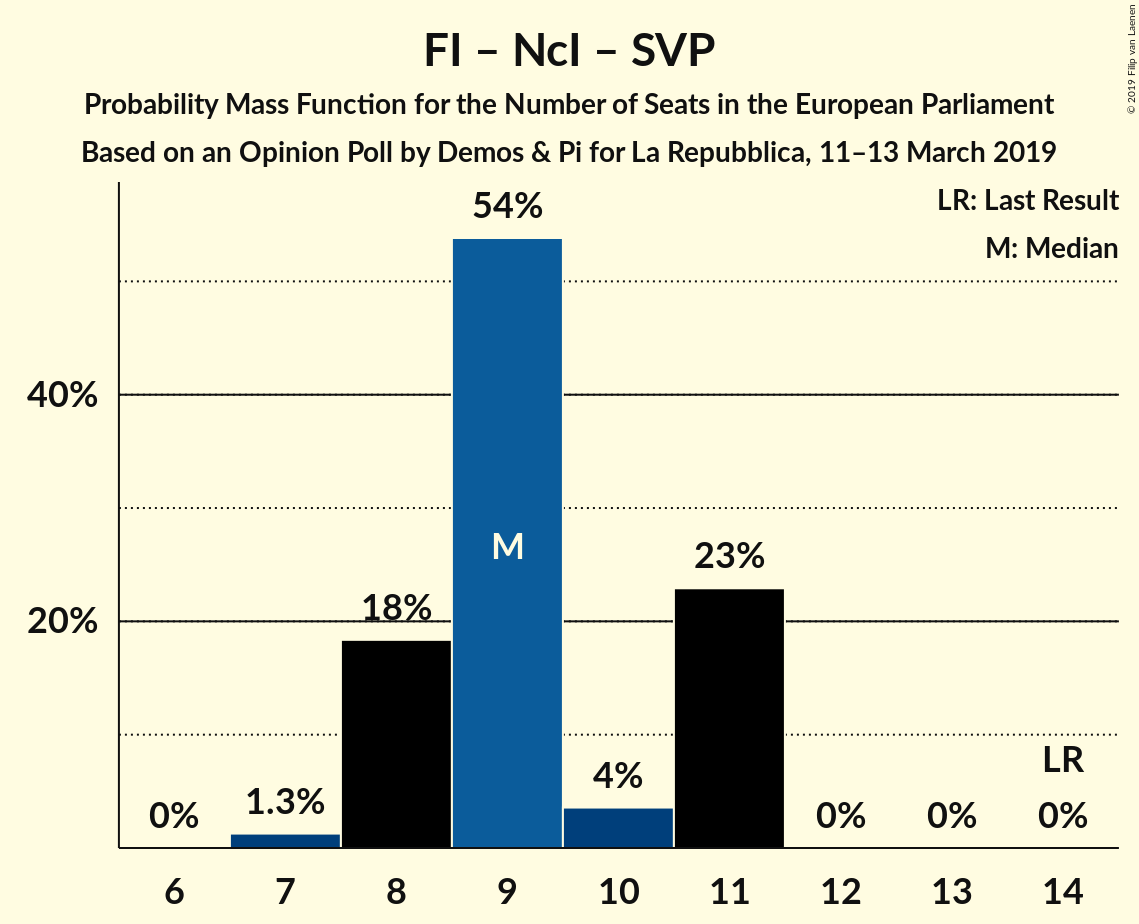 FI – NcI – SVP
Probability Mass Function for the Number of Seats in the European Parliament
Based on an Opinion Poll by Demos & Pi for La Repubblica, 11–13 March 2019
© 2019 Filip van Laenen
LR: Last Result
M: Median
54%
40%
M
23%
18%
20%
LR
4%
1.3%
0%
0%
0%
0%
6 7 8 9 10 11 12 13 14